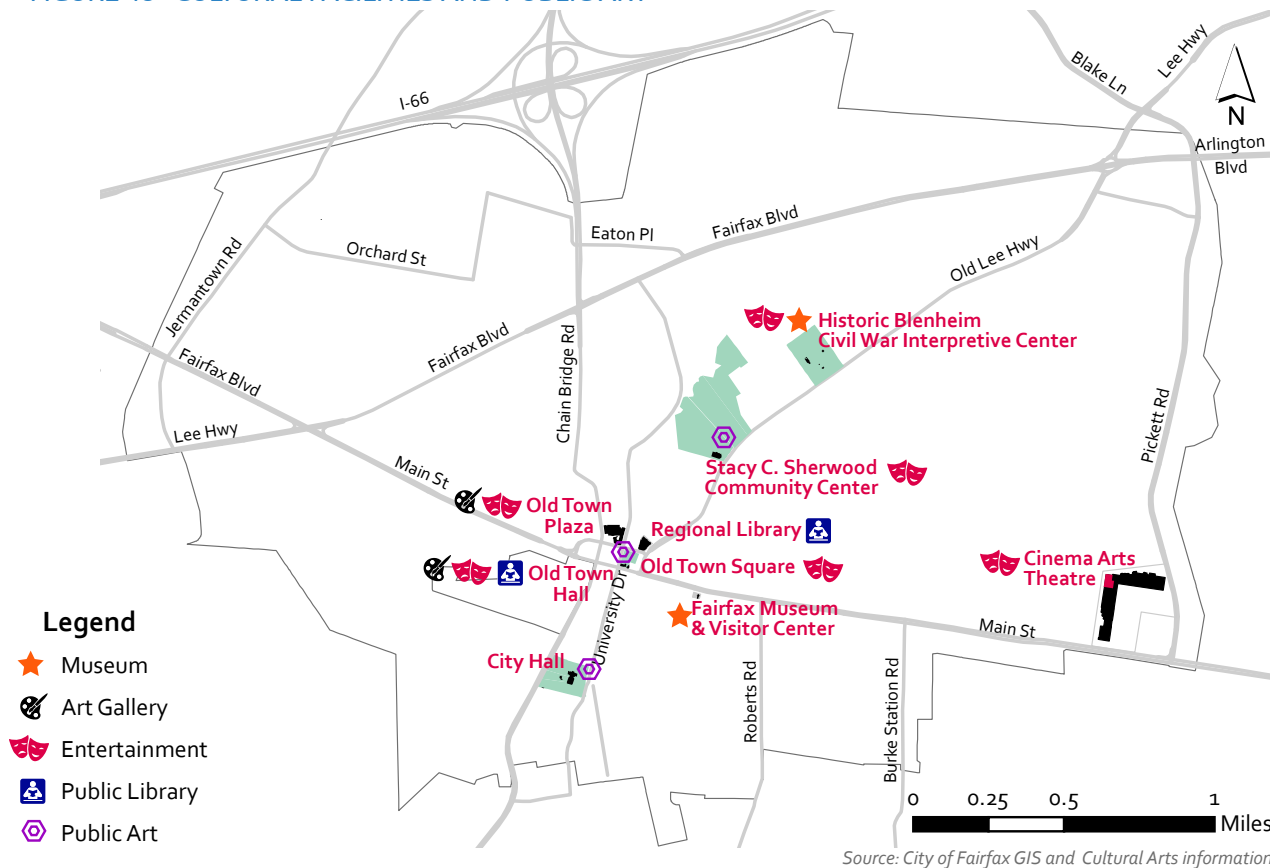 Blake Ln
Lee Hwy
N
I-66
Arlington
Blvd
Fairfax Blvd
Eaton Pl
Orchard St
Old Lee Hwy
Jermantown Rd
Historic Blenheim
Civil War Interpretive Center
Fairfax Blvd
Fairfax Blvd
Chain Bridge Rd
Pickett Rd
Lee Hwy
Main St
Stacy C. Sherwood
Community Center
Old Town
Plaza
Regional Library
Old Town Square
Cinema Arts
Theatre
Old Town
Hall
University Dr
Fairfax Museum
& Visitor Center
Main St
City Hall
Roberts Rd
Burke Station Rd
Legend
Museum
Art Gallery
Entertainment
Public Library
Public Art
0 0.25 0.5 1
Miles
Source: City of Fairfax GIS and Cultural Arts information